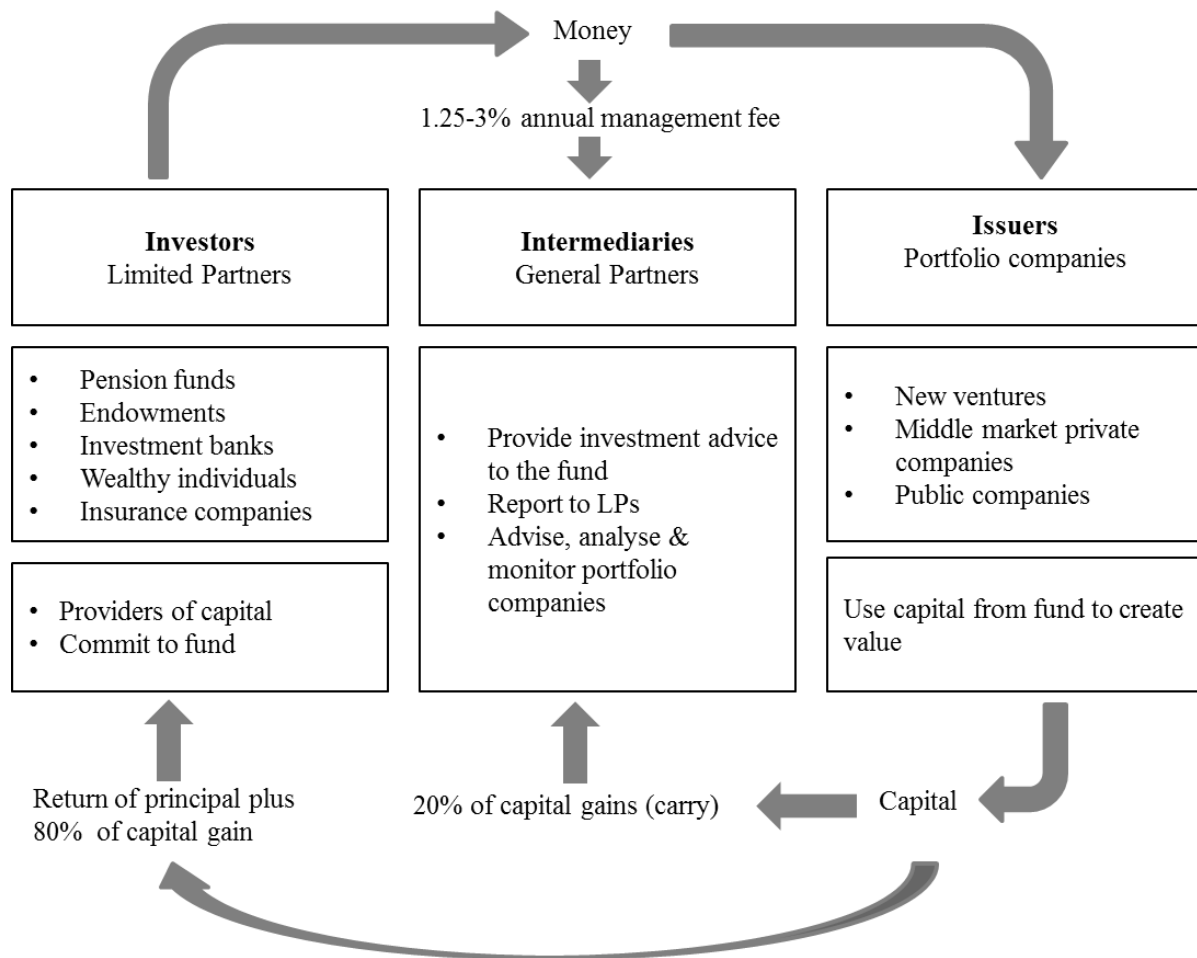 Money
1.25-3% annual management fee
Investors
Limited Partners
Intermediaries
General Partners
Issuers
Portfolio companies
• Pension funds
• Endowments
• Investment banks
• Wealthy individuals
• Insurance companies
• Providers of capital
• Commit to fund
• Provide investment advice
to the fund
• Report to LPs
• Advise, analyse &
monitor portfolio
companies
• New ventures
• Middle market private
companies
• Public companies
Use capital from fund to create
value
Return of principal plus
80% of capital gain
20% of capital gains (carry)
Capital